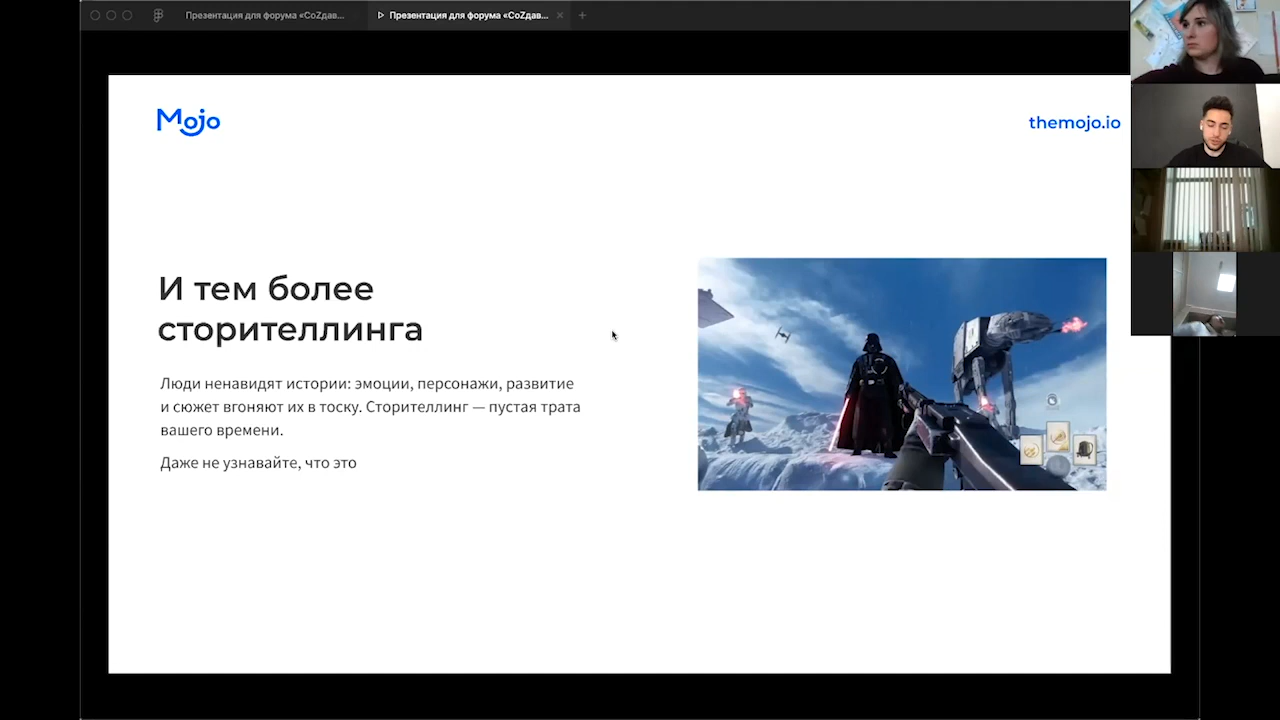 Презентация для форума «CoZдав...
Презентация для форума «CoZдав...
Mojo
themojo.io
И тем более
сторителлинга
Люди ненавидят истории: эмоции, персонажи, развитие
и сюжет вгоняют их в тоску. Сторителлинг — пустая трата
вашего времени.
Даже не узнавайте, что это